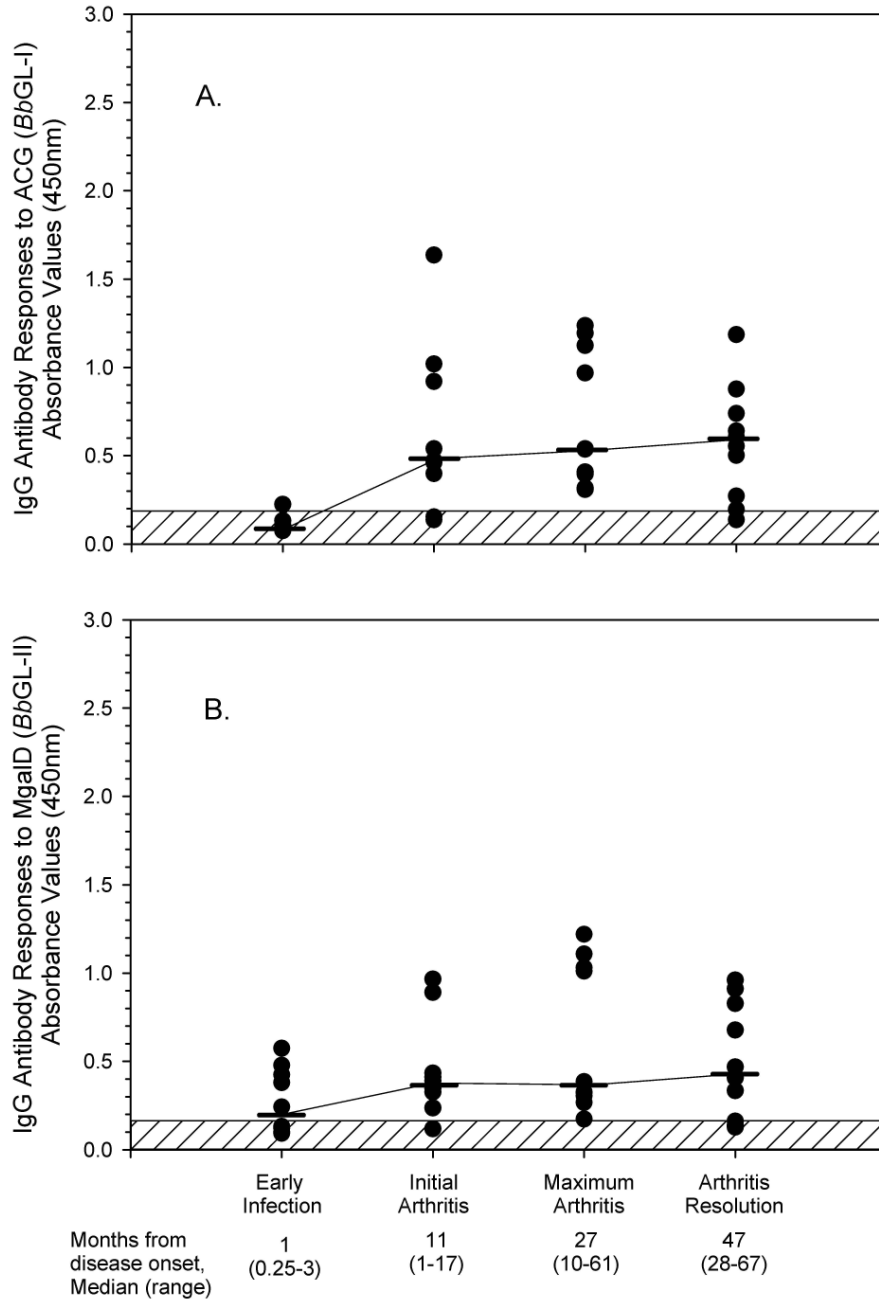 IgG Antibody Responses to ACG (BbGL-I)
Absorbance Values (450nm)
3.0
2.5
2.0
1.5
1.0
0.5
0.0
A.
IgG Antibody Responses to MgalD (BbGL-II)
Absorbance Values (450nm)
3.0
2.5
2.0
1.5
1.0
0.5
0.0
B.
Early
Infection
Initial
Arthritis
Maximum
Arthritis
Arthritis
Resolution
Months from
disease onset,
Median (range)
1
(0.25-3)
11
(1-17)
27
(10-61)
47
(28-67)